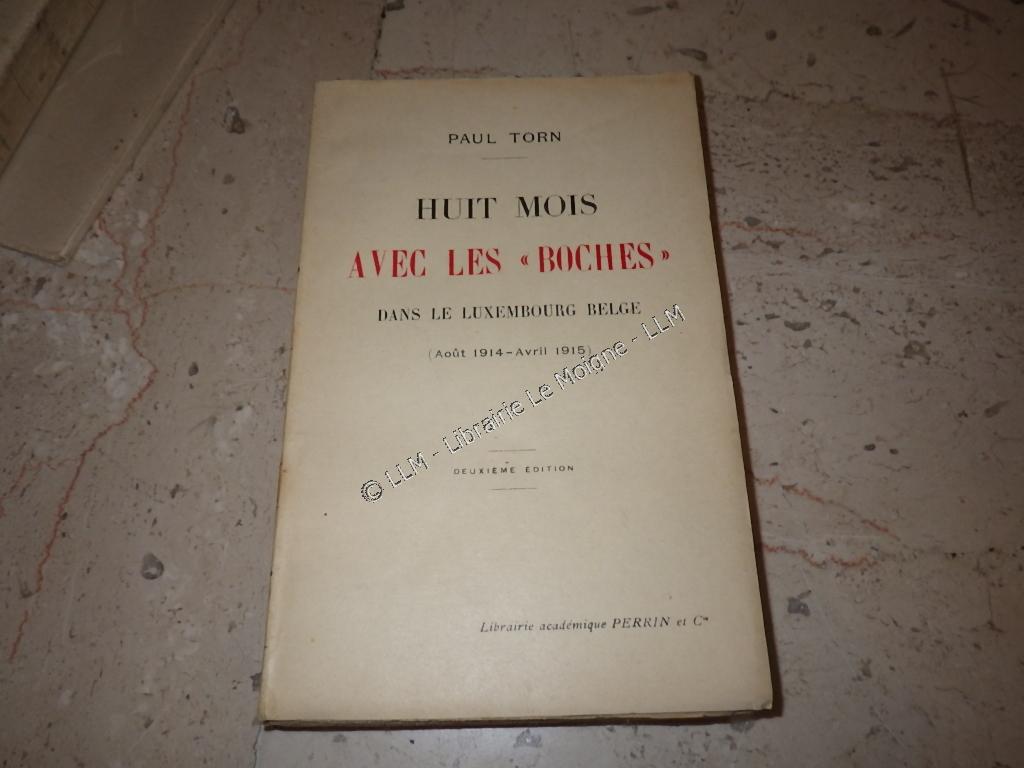 PAUL TORN
HUIT MOIS
AVEC LES « BOCHES »
DANS LE LUXEMBOURG BELGE
(Août 1914-Avril 1915)
© LLM - Librairie Le Moigne - LLM
DEUXIÈME ÉDITION
Librairie académique PERRIN et Cie